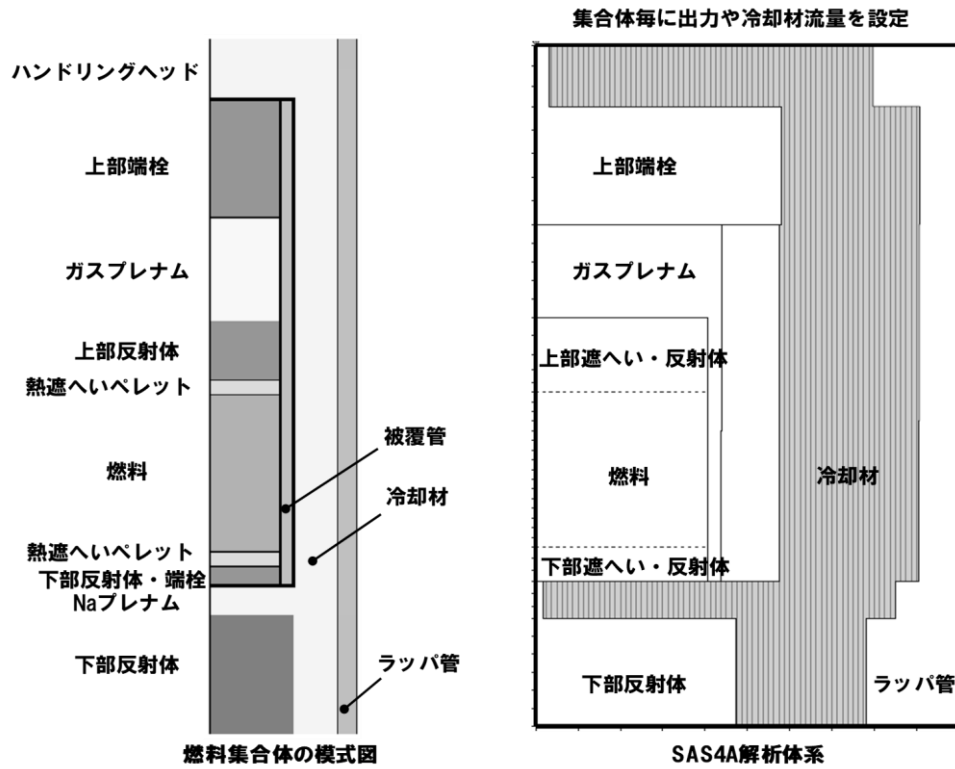 集合体毎に出力や冷却材流量を設定
ハンドリングヘッド
上部端栓
ガスプレナム
上部反射体
熱遮へいペレット
燃料
熱遮へいペレット
下部反射体・端栓
Naプレナム
下部反射体
被覆管
冷却材
ラッパ管
燃料集合体の模式図
上部端栓
ガスプレナム
上部遮へい・反射体
燃料
冷却材
下部遮へい・反射体
下部反射体
ラッパ管
SAS4A解析体系